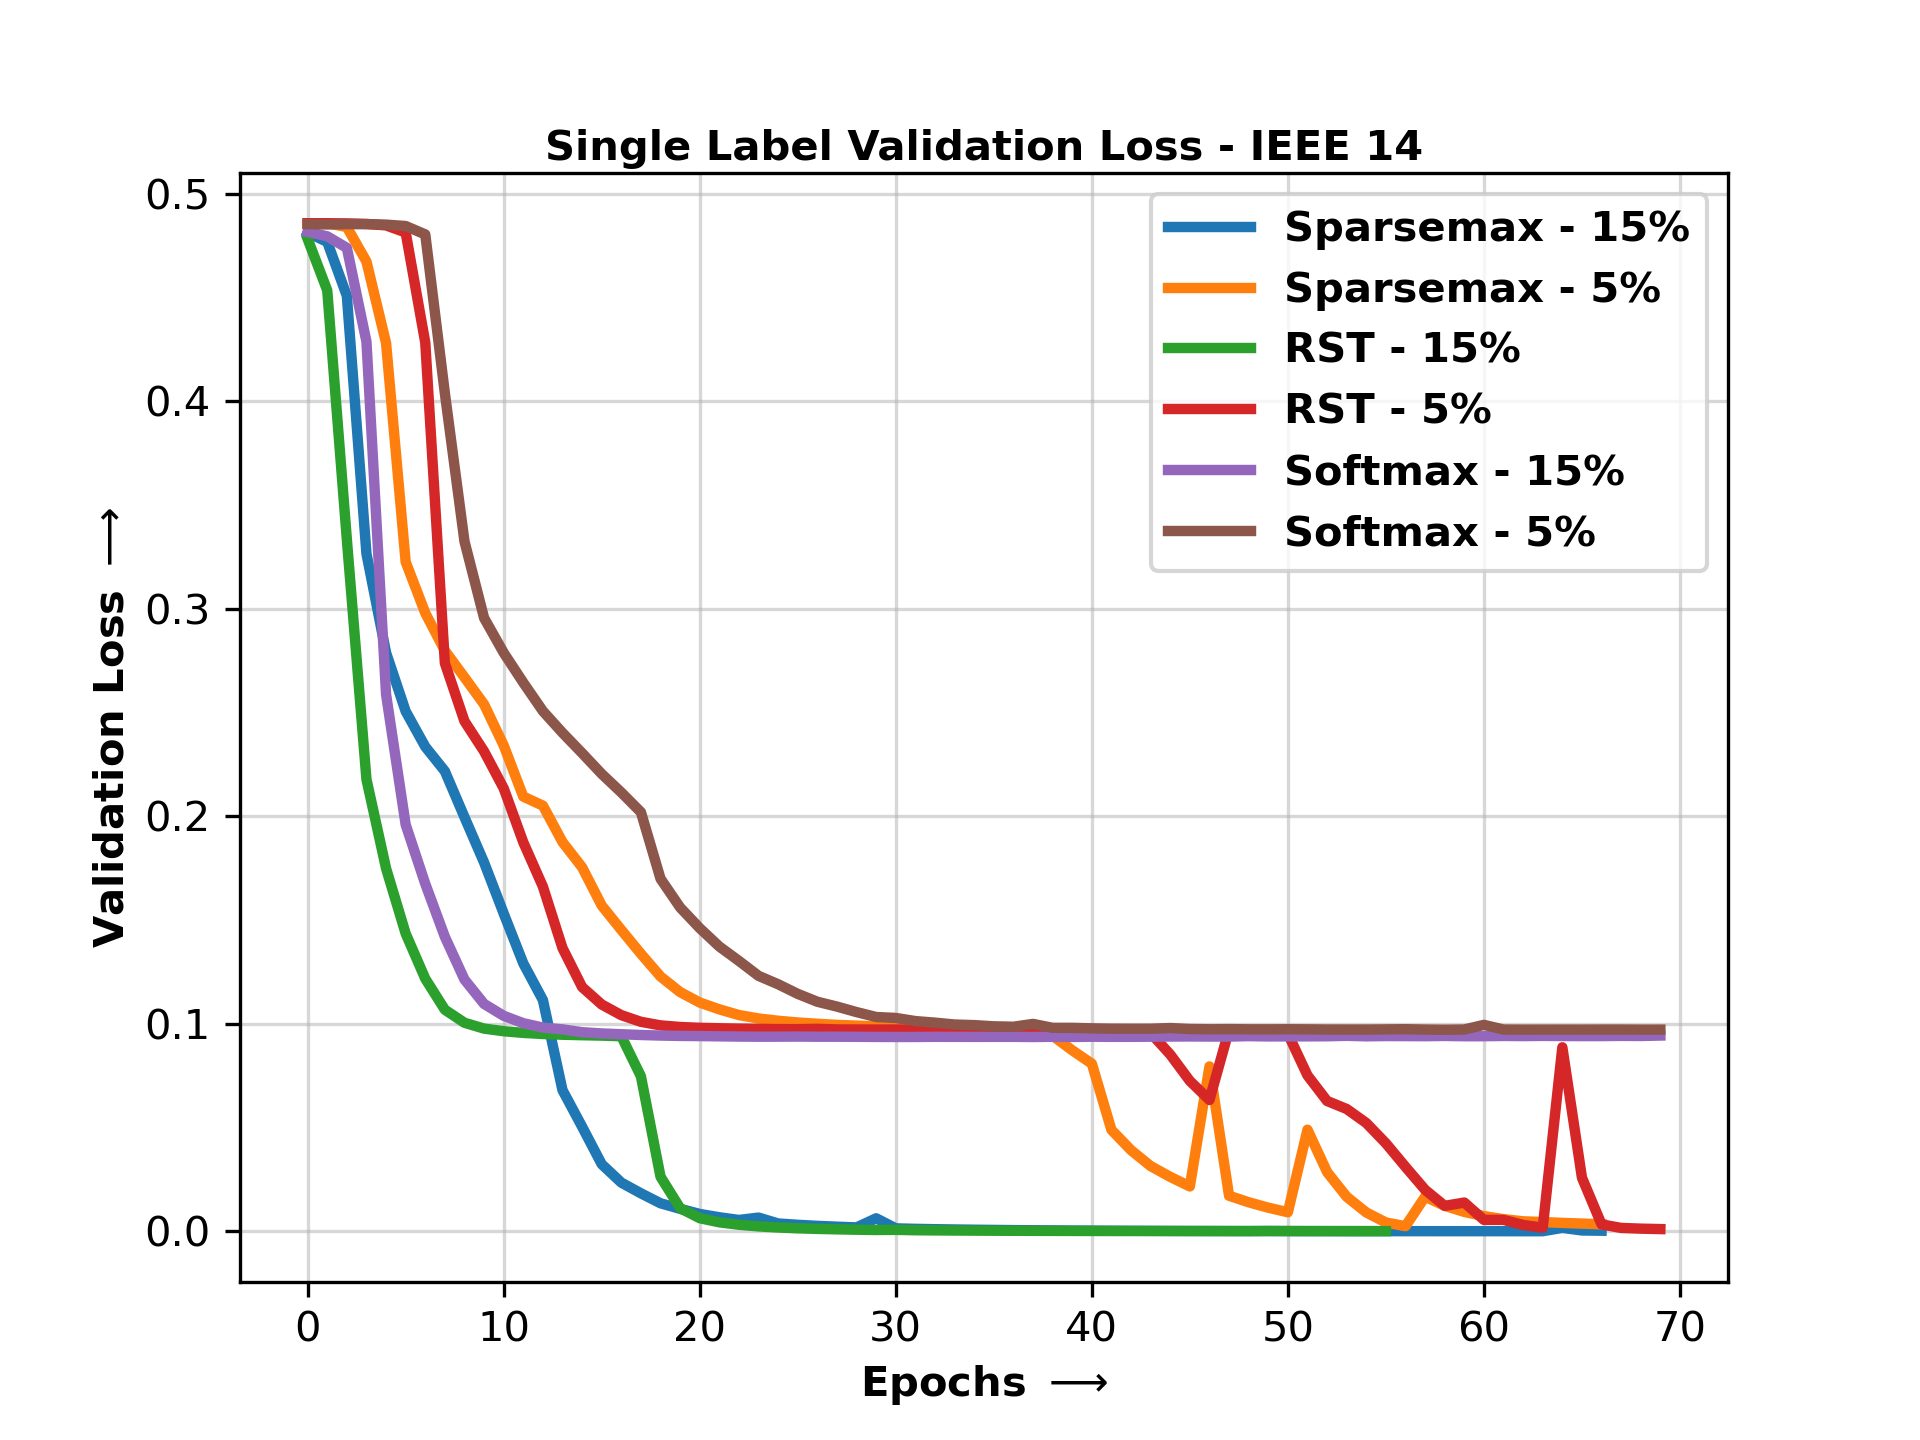 Single Label Validation Loss - IEEE 14
0.5
0.4
0.3
0.2
0.1
0.0
Validation Loss ⟶
Sparsemax - 15%
Sparsemax - 5%
RST - 15%
RST - 5%
Softmax - 15%
Softmax - 5%
0 10 20 30 40 50 60 70
Epochs ⟶